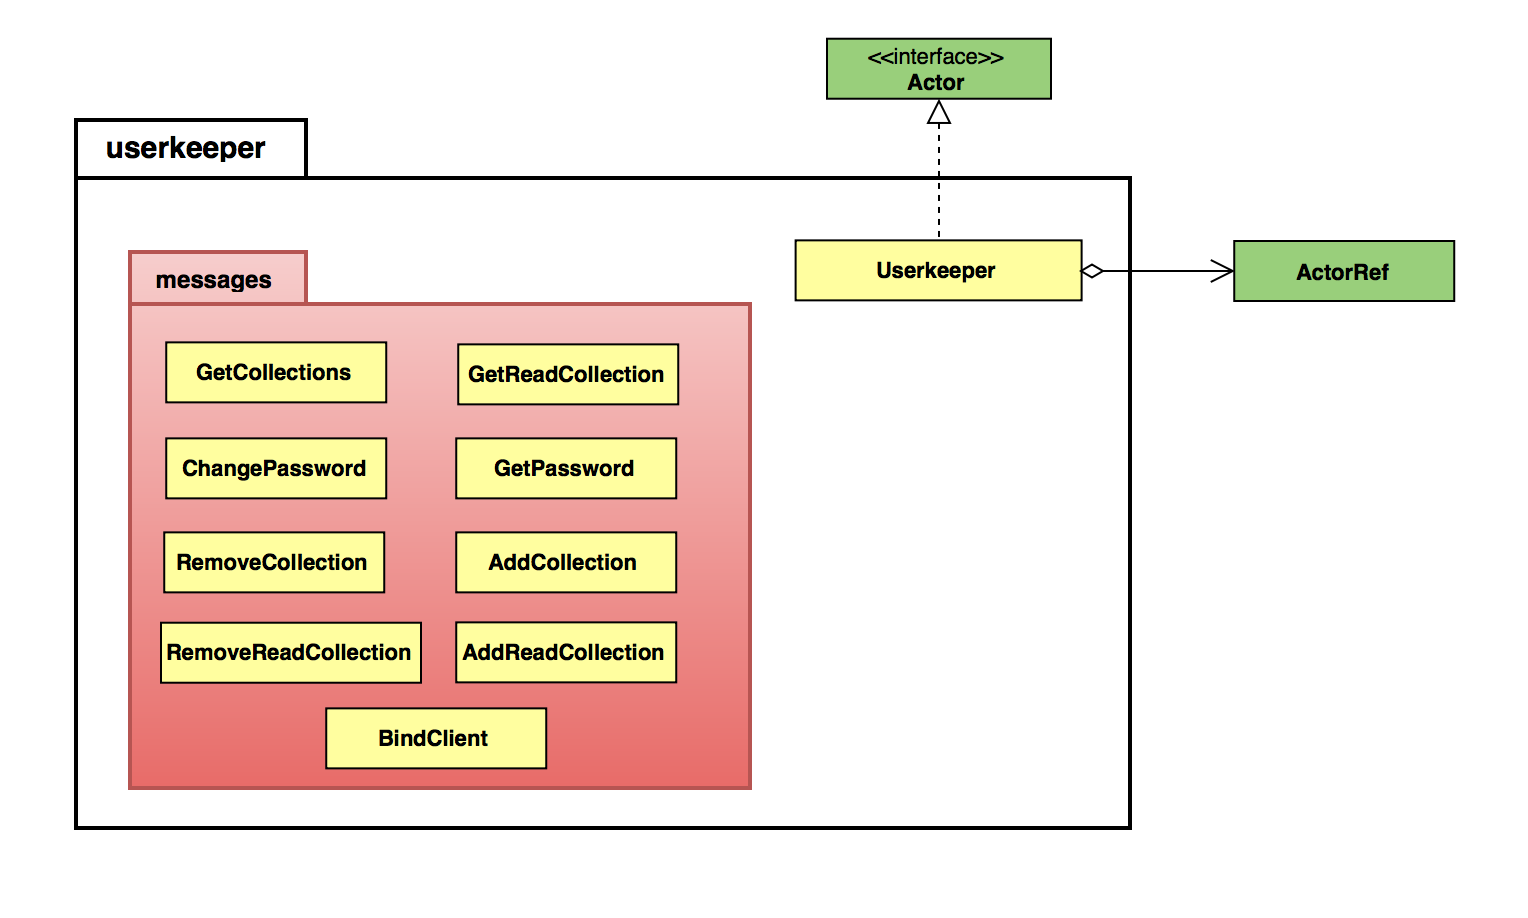 <<interface>>
Actor
userkeeper
Userkeeper
ActorRef
messages
GetCollections
GetReadCollection
ChangePassword
GetPassword
RemoveCollection
AddCollection
RemoveReadCollection
AddReadCollection
BindClient